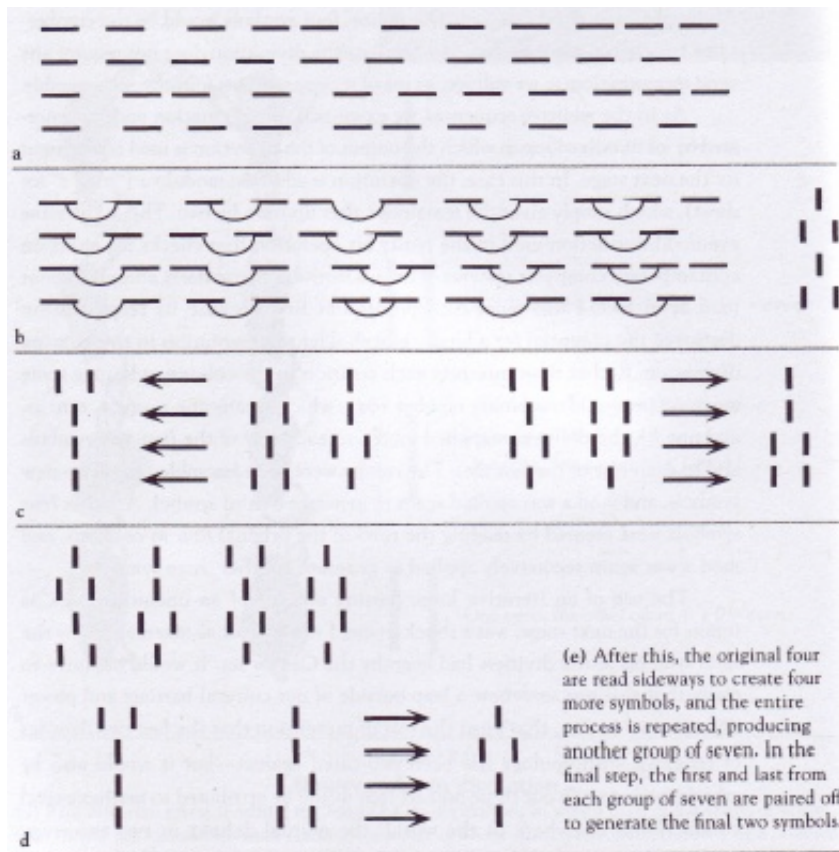 a
b
c
(e) After this, the original four
are read sideways to create four
more symbols, and the entire
process is repeated, producing
another group of seven. In the
final step, the first and last from
each group of seven are paired off
to generate the final two symbols
d